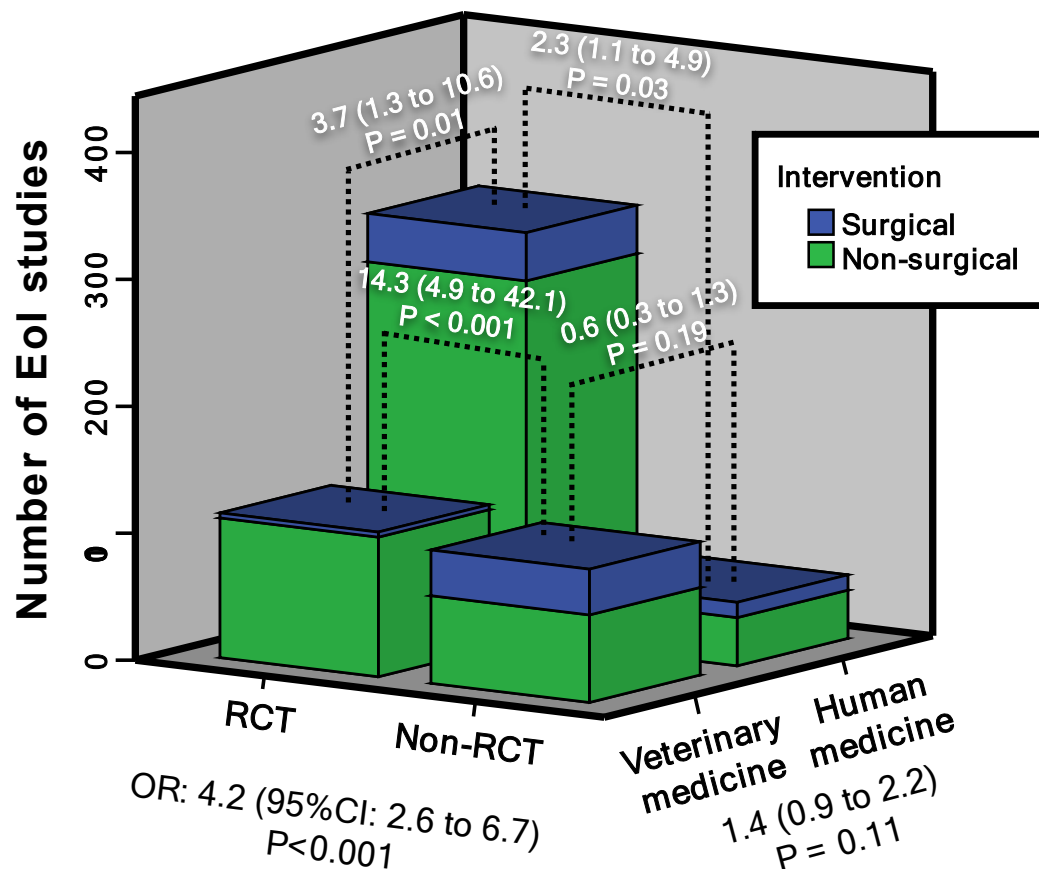 2.3 (1.1 to 4.9)
P = 0.03
3.7 (1.3 to 10.6)
P = 0.01
Number of EoI studies
400
300
200
0
0
Intervention
Surgical
Non-surgical
14.3 (4.9 to 42.1)
P < 0.001
0.6 (0.3 to 1.3)
P = 0.19
RCT
Non-RCT
Veterinary
medicine
Human
medicine
OR: 4.2 (95%CI: 2.6 to 6.7)
P<0.001
1.4 (0.9 to 2.2)
P = 0.11